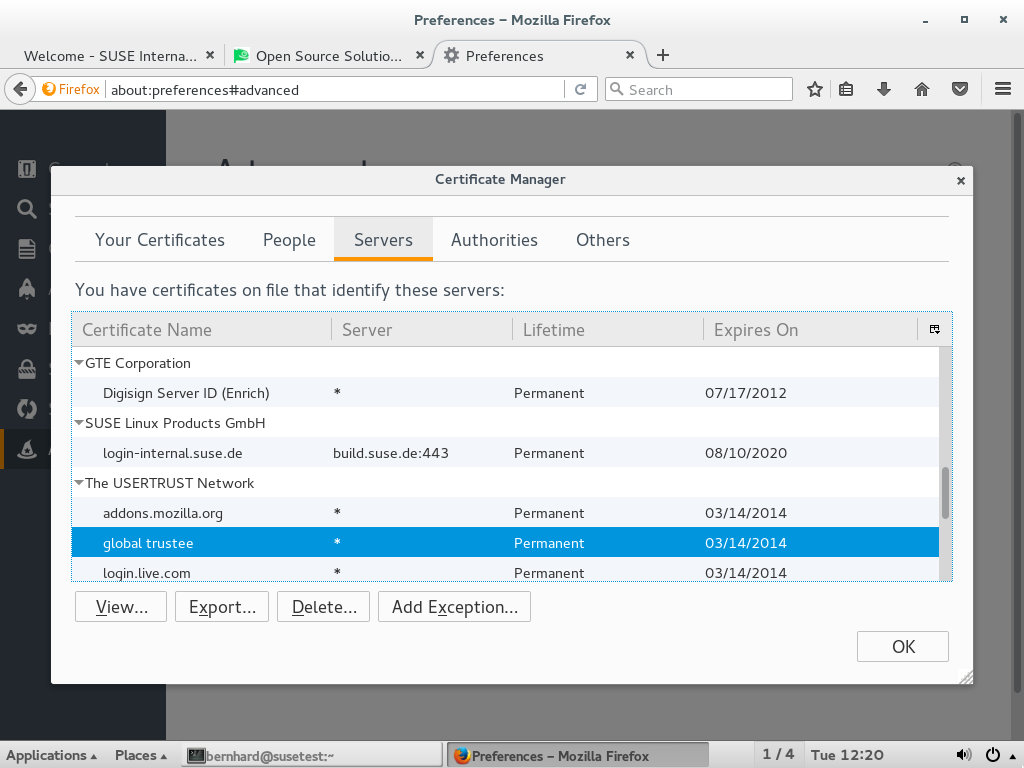 Preferences – Mozilla Firefox
Welcome - SUSE Interna...
Open Source Solutio...
Preferences
Firefox
about:preferences#advanced
Search
Certificate Manager
Your Certificates
People
Servers
Authorities
Others
You have certificates on file that identify these servers:
Certificate Name Server Lifetime Expires On
GTE Corporation
Digisign Server ID (Enrich) * Permanent 07/17/2012
SUSE Linux Products GmbH
login-internal.suse.de build.suse.de:443 Permanent 08/10/2020
The USERTRUST Network
addons.mozilla.org * Permanent 03/14/2014
global trustee * Permanent 03/14/2014
login.live.com * Permanent 03/14/2014
View...
Export...
Delete...
Add Exception...
OK
Applications
Places
bernhard@susetest:~
Preferences – Mozilla Firefox
1 / 4
Tue 12:20